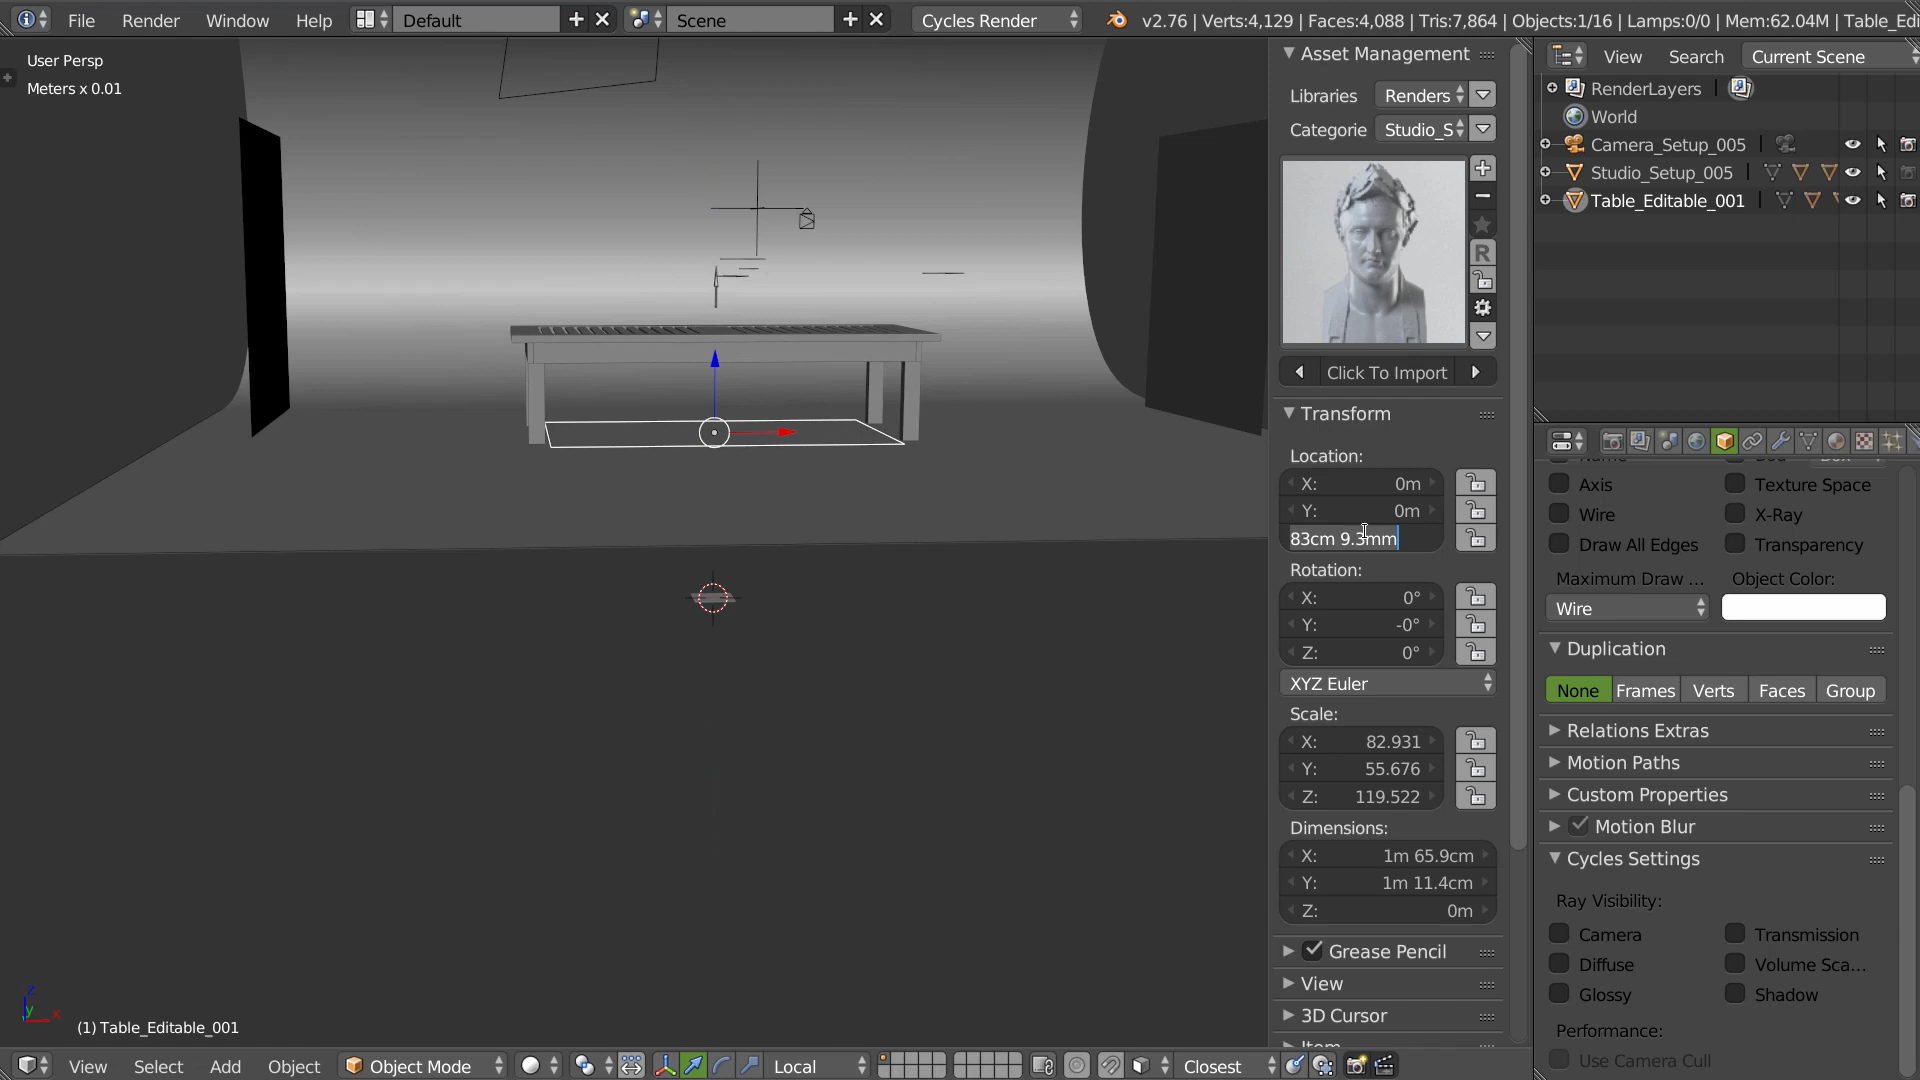 File Render Window Help Default Scene Cycles Render v2.76 | Verts:4,129 | Faces:4,088 | Tris:7,864 | Objects:1/16 | Lamps:0/0 | Mem:62.04M | Table_Edi
User Persp
Meters x 0.01
(1) Table_Editable_001
View Select Add Object Object Mode Local Closest
Asset Management
Libraries Renders
Categorie Studio_S
R
Click To Import
Transform
Location:
X: 0m
Y: 0m
83cm 9.3mm
Rotation:
X: 0°
Y: -0°
Z: 0°
XYZ Euler
Scale:
X: 82.931
Y: 55.676
Z: 119.522
Dimensions:
X: 1m 65.9cm
Y: 1m 11.4cm
Z: 0m
Grease Pencil
View
3D Cursor
View Search Current Scene
RenderLayers
World
Camera_Setup_005
Studio_Setup_005
Table_Editable_001
Axis Texture Space
Wire X-Ray
Draw All Edges Transparency
Maximum Draw ... Object Color:
Wire
Duplication
None Frames Verts Faces Group
Relations Extras
Motion Paths
Custom Properties
Motion Blur
Cycles Settings
Ray Visibility:
Camera Transmission
Diffuse Volume Sca...
Glossy Shadow
Performance:
Use Camera Cull
z
y
x